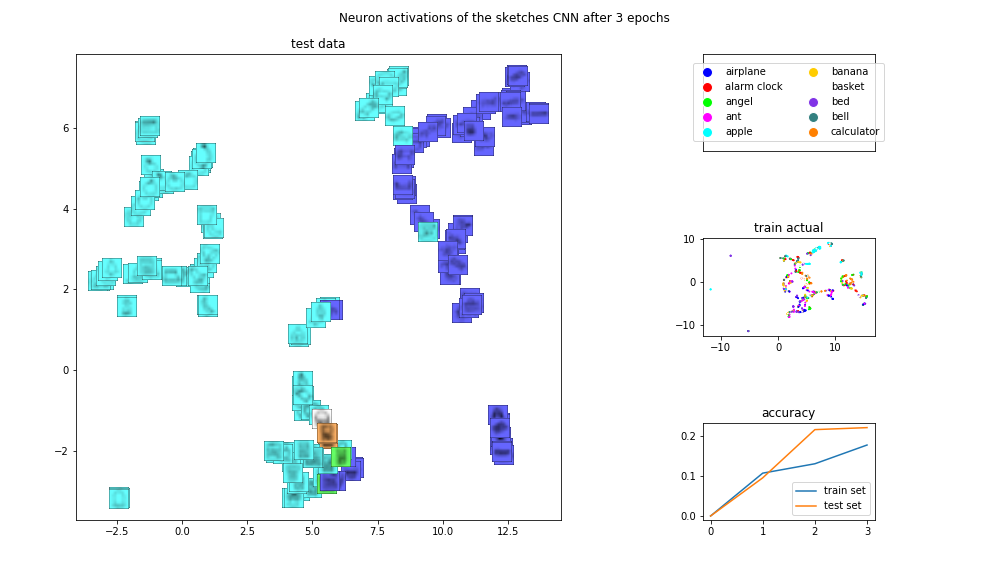 Neuron activations of the sketches CNN after 3 epochs
test data
6
4
2
0
−2
−2.5
0.0
2.5
5.0
7.5
10.0
12.5
airplane
alarm clock
angel
ant
apple
banana
basket
bed
bell
calculator
train actual
10
0
−10
−10
0
10
accuracy
0.2
0.1
0.0
train set
test set
0
1
2
3